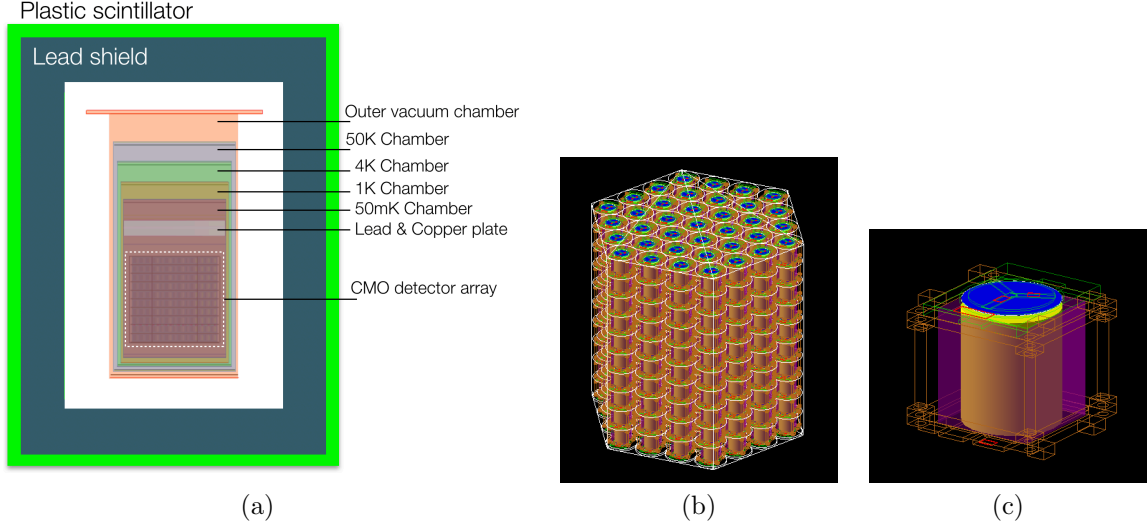 Plastic scintillator
Lead shield
Outer vacuum chamber
50K Chamber
4K Chamber
1K Chamber
50mK Chamber
Lead & Copper plate
CMO detector array
(a)
(b)
(c)